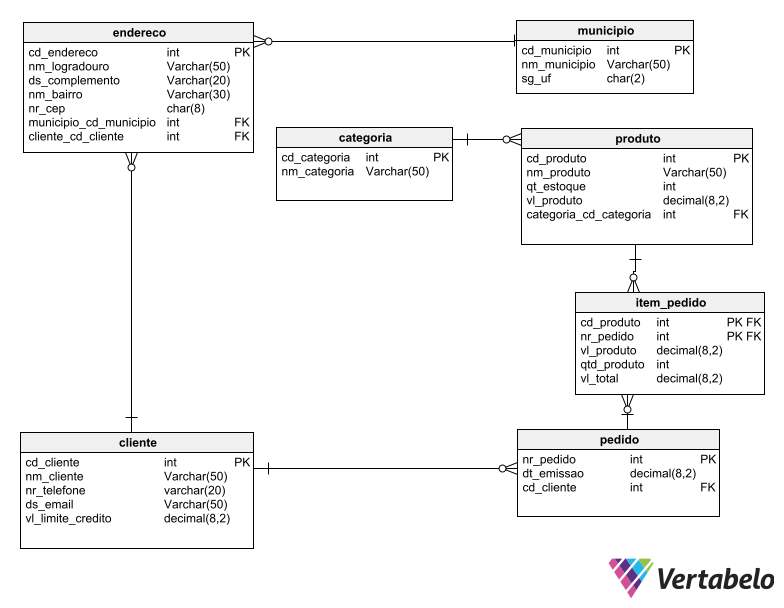 endereco
cd_endereco int PK
nm_logradouro Varchar(50)
ds_complemento Varchar(20)
nm_bairro Varchar(30)
nr_cep char(8)
municipio_cd_municipio int FK
cliente_cd_cliente int FK
municipio
cd_municipio int PK
nm_municipio Varchar(50)
sg_uf char(2)
categoria
cd_categoria int PK
nm_categoria Varchar(50)
produto
cd_produto int PK
nm_produto Varchar(50)
qt_estoque int
vl_produto decimal(8,2)
categoria_cd_categoria int FK
item_pedido
cd_produto int PK FK
nr_pedido int PK FK
vl_produto decimal(8,2)
qtd_produto int
vl_total decimal(8,2)
cliente
cd_cliente int PK
nm_cliente Varchar(50)
nr_telefone varchar(20)
ds_email Varchar(50)
vl_limite_credito decimal(8,2)
pedido
nr_pedido int PK
dt_emissao decimal(8,2)
cd_cliente int FK
Vertabelo